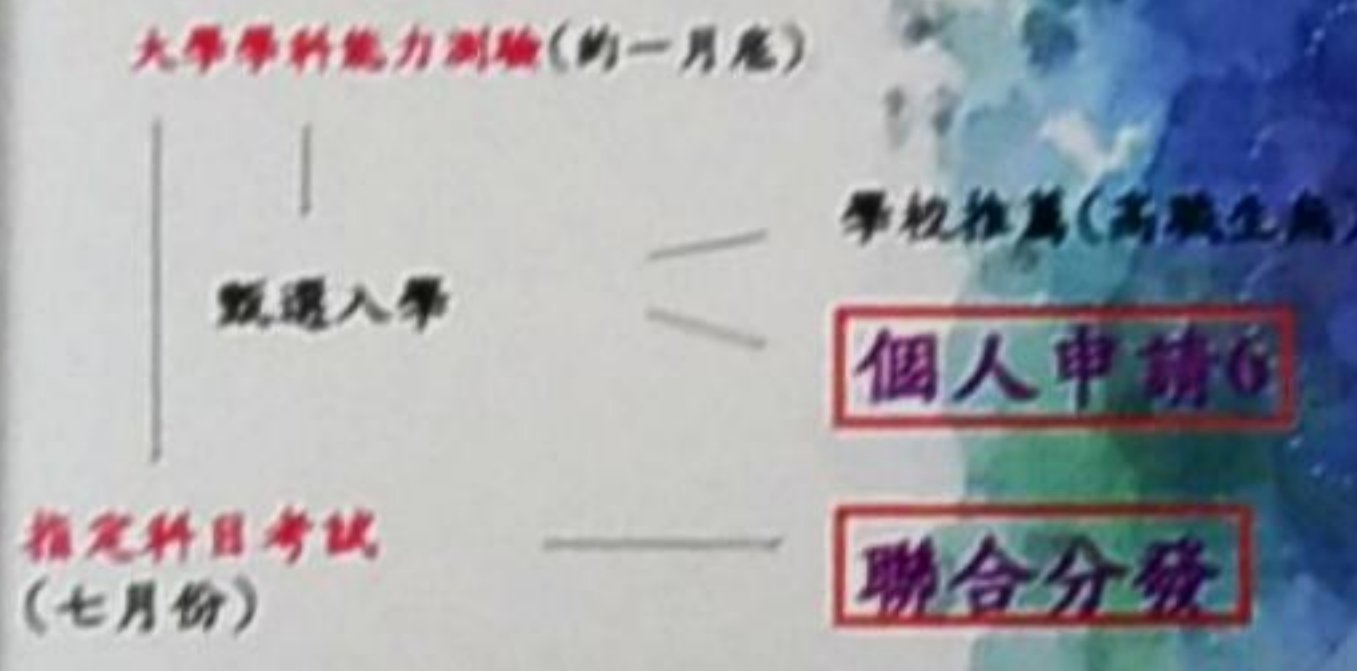 大學學科能力測驗(約一月底)
學校推薦(高職生無)
甄選入學
個人申請6
指定科目考試
聯合分發
(七月份)